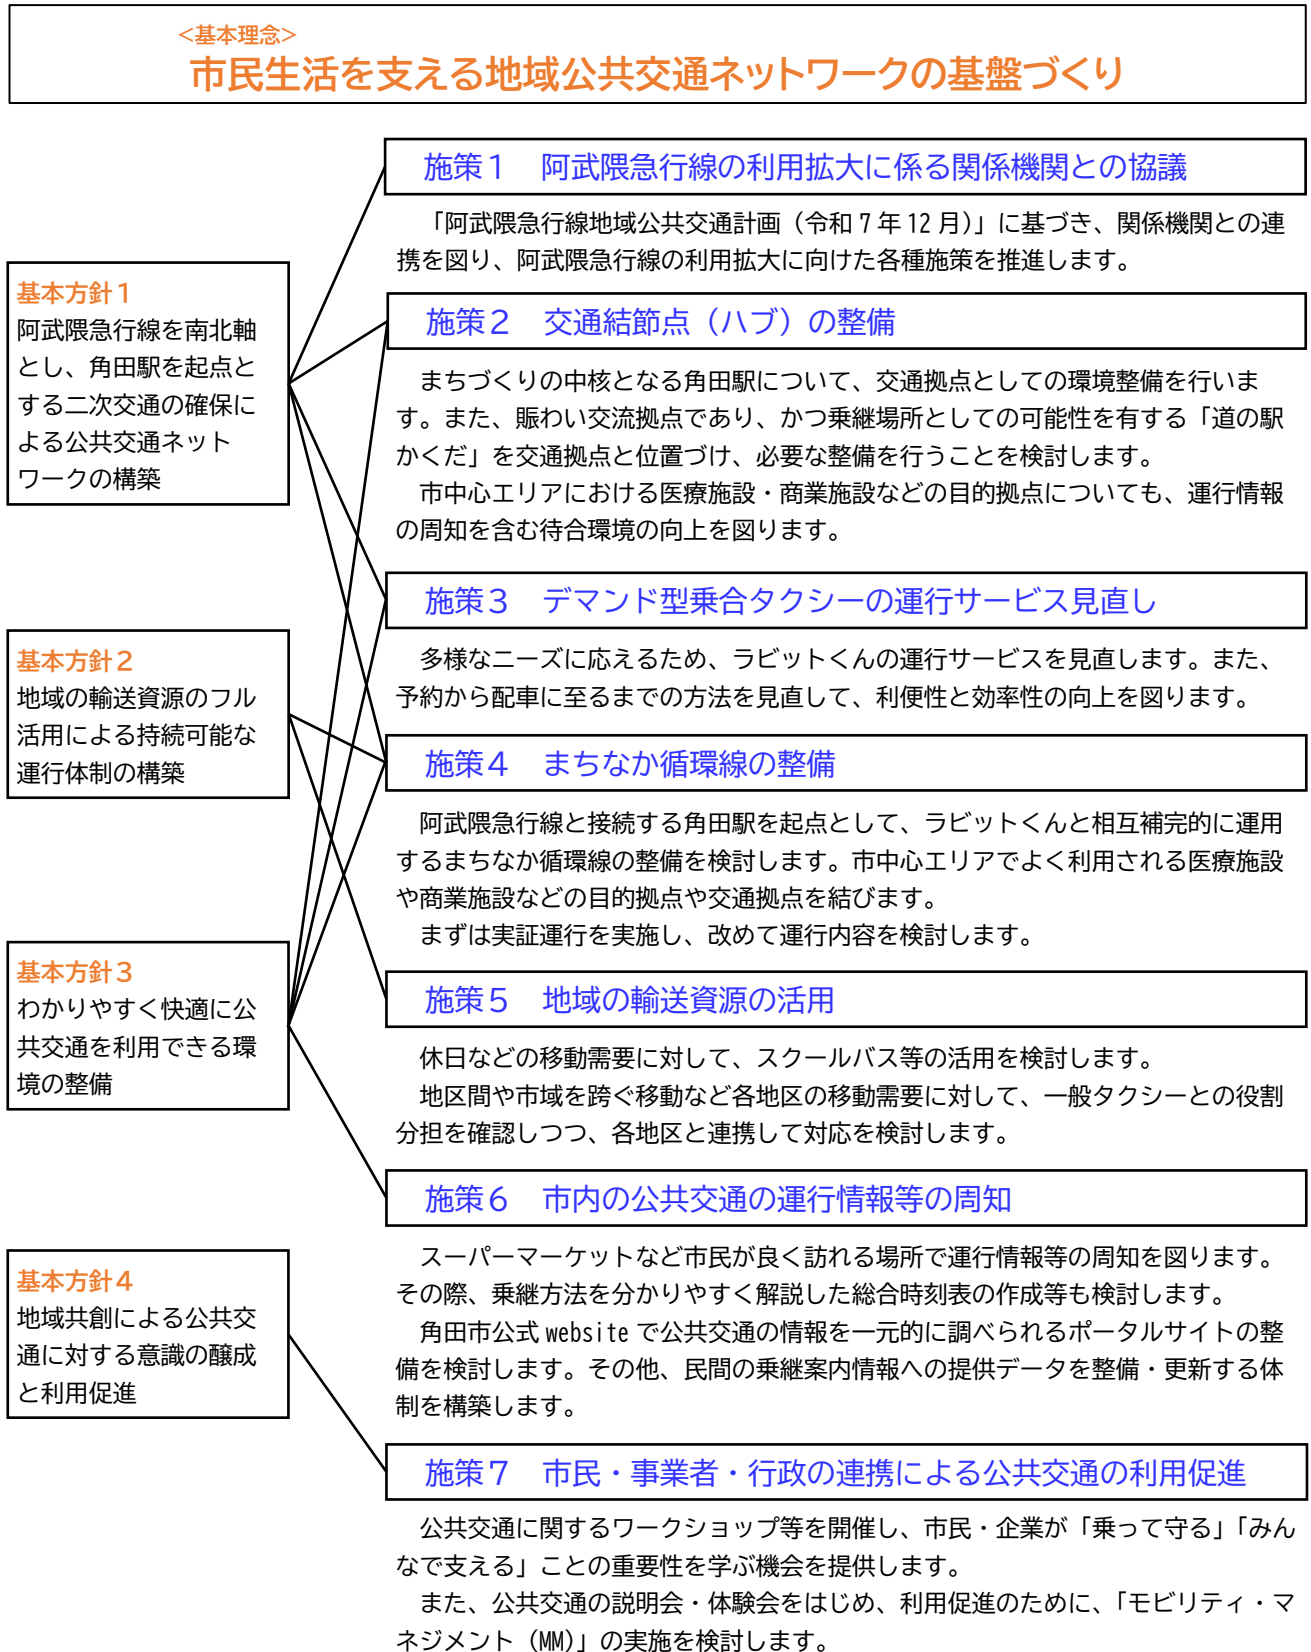 <基本理念>
市民生活を支える地域公共交通ネットワークの基盤づくり
施策１　阿武隈急行線の利用拡大に係る関係機関との協議
「阿武隈急行線地域公共交通計画（令和７年12月）」に基づき、関係機関との連
携を図り、阿武隈急行線の利用拡大に向けた各種施策を推進します。
基本方針１
阿武隈急行線を南北軸
とし、角田駅を起点と
する二次交通の確保に
よる公共交通ネット
ワークの構築
施策２　交通結節点（ハブ）の整備
まちづくりの中核となる角田駅について、交通拠点としての環境整備を行いま
す。また、賑わい交流拠点であり、かつ乗継場所としての可能性を有する「道の駅
かくだ」を交通拠点と位置づけ、必要な整備を行うことを検討します。
市中心エリアにおける医療施設・商業施設などの目的拠点についても、運行情報
の周知を含む待合環境の向上を図ります。
施策３　デマンド型乗合タクシーの運行サービス見直し
多様なニーズに応えるため、ラビットくんの運行サービスを見直します。また、
予約から配車に至るまでの方法を見直して、利便性と効率性の向上を図ります。
基本方針２
地域の輸送資源のフル
活用による持続可能な
運行体制の構築
施策４　まちなか循環線の整備
阿武隈急行線と接続する角田駅を起点として、ラビットくんと相互補完的に運用
するまちなか循環線の整備を検討します。市中心エリアでよく利用される医療施設
や商業施設などの目的拠点や交通拠点を結びます。
まずは実証運行を実施し、改めて運行内容を検討します。
基本方針３
わかりやすく快適に公
共交通を利用できる環
境の整備
施策５　地域の輸送資源の活用
休日などの移動需要に対して、スクールバス等の活用を検討します。
地区間や市域を跨ぐ移動など各地区の移動需要に対して、一般タクシーとの役割
分担を確認しつつ、各地区と連携して対応を検討します。
施策６　市内の公共交通の運行情報等の周知
スーパーマーケットなど市民が良く訪れる場所で運行情報等の周知を図ります。
その際、乗継方法を分かりやすく解説した総合時刻表の作成等も検討します。
角田市公式 website で公共交通の情報を一元的に調べられるポータルサイトの整
備を検討します。その他、民間の乗継案内情報への提供データを整備・更新する体
制を構築します。
基本方針４
地域共創による公共交
通に対する意識の醸成
と利用促進
施策７　市民・事業者・行政の連携による公共交通の利用促進
公共交通に関するワークショップ等を開催し、市民・企業が「乗って守る」「みん
なで支える」ことの重要性を学ぶ機会を提供します。
また、公共交通の説明会・体験会をはじめ、利用促進のために、「モビリティ・マ
ネジメント（MM）」の実施を検討します。